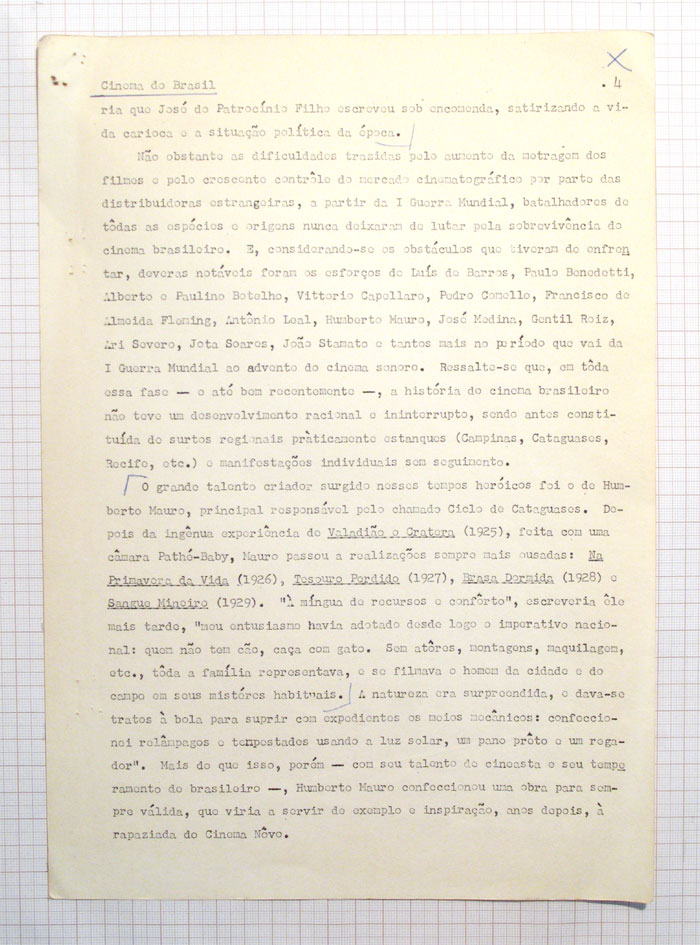 X
Cinema do Brasil .4
ria que José do Patrocínio Filho escreveu sob encomenda, satirizando a vi-
da carioca e a situação política da época.
Não obstante as dificuldades trazidas pelo aumento da metragem dos
filmes e pelo crescente contrôle do mercado cinematográfico por parte das
distribuidoras estrangeiras, a partir da I Guerra Mundial, batalhadores de
tôdas as espécies e origens nunca deixaram de lutar pela sobrevivência do
cinema brasileiro. E, considerando-se os obstáculos que tiveram de enfren
tar, deveras notáveis foram os esforços de Luís de Barros, Paulo Benedetti,
Alberto e Paulino Botelho, Vittorio Capellaro, Pedro Comello, Francisco de
Almeida Fleming, Antônio Leal, Humberto Mauro, José Medina, Gentil Roiz,
Ari Severo, Jota Soares, João Stamato e tantos mais no período que vai da
I Guerra Mundial ao advento do cinema sonoro. Ressalte-se que, em tôda
essa fase — e até bem recentemente —, a história do cinema brasileiro
não teve um desenvolvimento racional e ininterrupto, sendo antes consti-
tuída de surtos regionais pràticamente estanques (Campinas, Cataguases,
Recife, etc.) e manifestações individuais sem seguimento.
O grande talento criador surgido nesses tempos heróicos foi o de Hum-
berto Mauro, principal responsável pelo chamado Ciclo de Cataguases. De-
pois da ingênua experiência de Valadião o Cratera (1925), feita com uma
câmara Pathé-Baby, Mauro passou a realizações sempre mais ousadas: Na
Primavera da Vida (1926), Tesouro Perdido (1927), Brasa Dormida (1928) e
Sangue Mineiro (1929). "À míngua de recursos e confôrto", escreveria êle
mais tarde, "meu entusiasmo havia adotado desde logo o imperativo nacio-
nal: quem não tem cão, caça com gato. Sem atôres, montagens, maquilagem,
etc., tôda a família representava, e se filmava o homem da cidade e do
campo em seus mistéres habituais. A natureza era surpreendida, e dava-se
tratos à bola para suprir com expedientes os meios mecânicos: confeccio-
nei relâmpagos e tempestades usando a luz solar, um pano prêto e um rega-
dor". Mais do que isso, porém — com seu talento de cineasta e seu tempe
ramento de brasileiro —, Humberto Mauro confeccionou uma obra para sem-
pre válida, que viria a servir de exemplo e inspiração, anos depois, à
rapaziada do Cinema Nôvo.